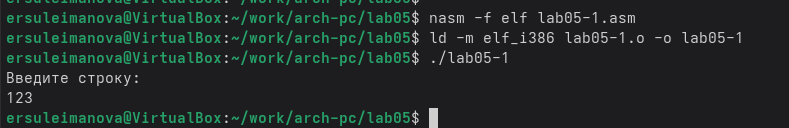 ersuleimanova@VirtualBox:~/work/arch-pc/lab05$ nasm -f elf lab05-1.asm
ersuleimanova@VirtualBox:~/work/arch-pc/lab05$ ld -m elf_i386 lab05-1.o -o lab05-1
ersuleimanova@VirtualBox:~/work/arch-pc/lab05$ ./lab05-1
Введите строку:
123
ersuleimanova@VirtualBox:~/work/arch-pc/lab05$